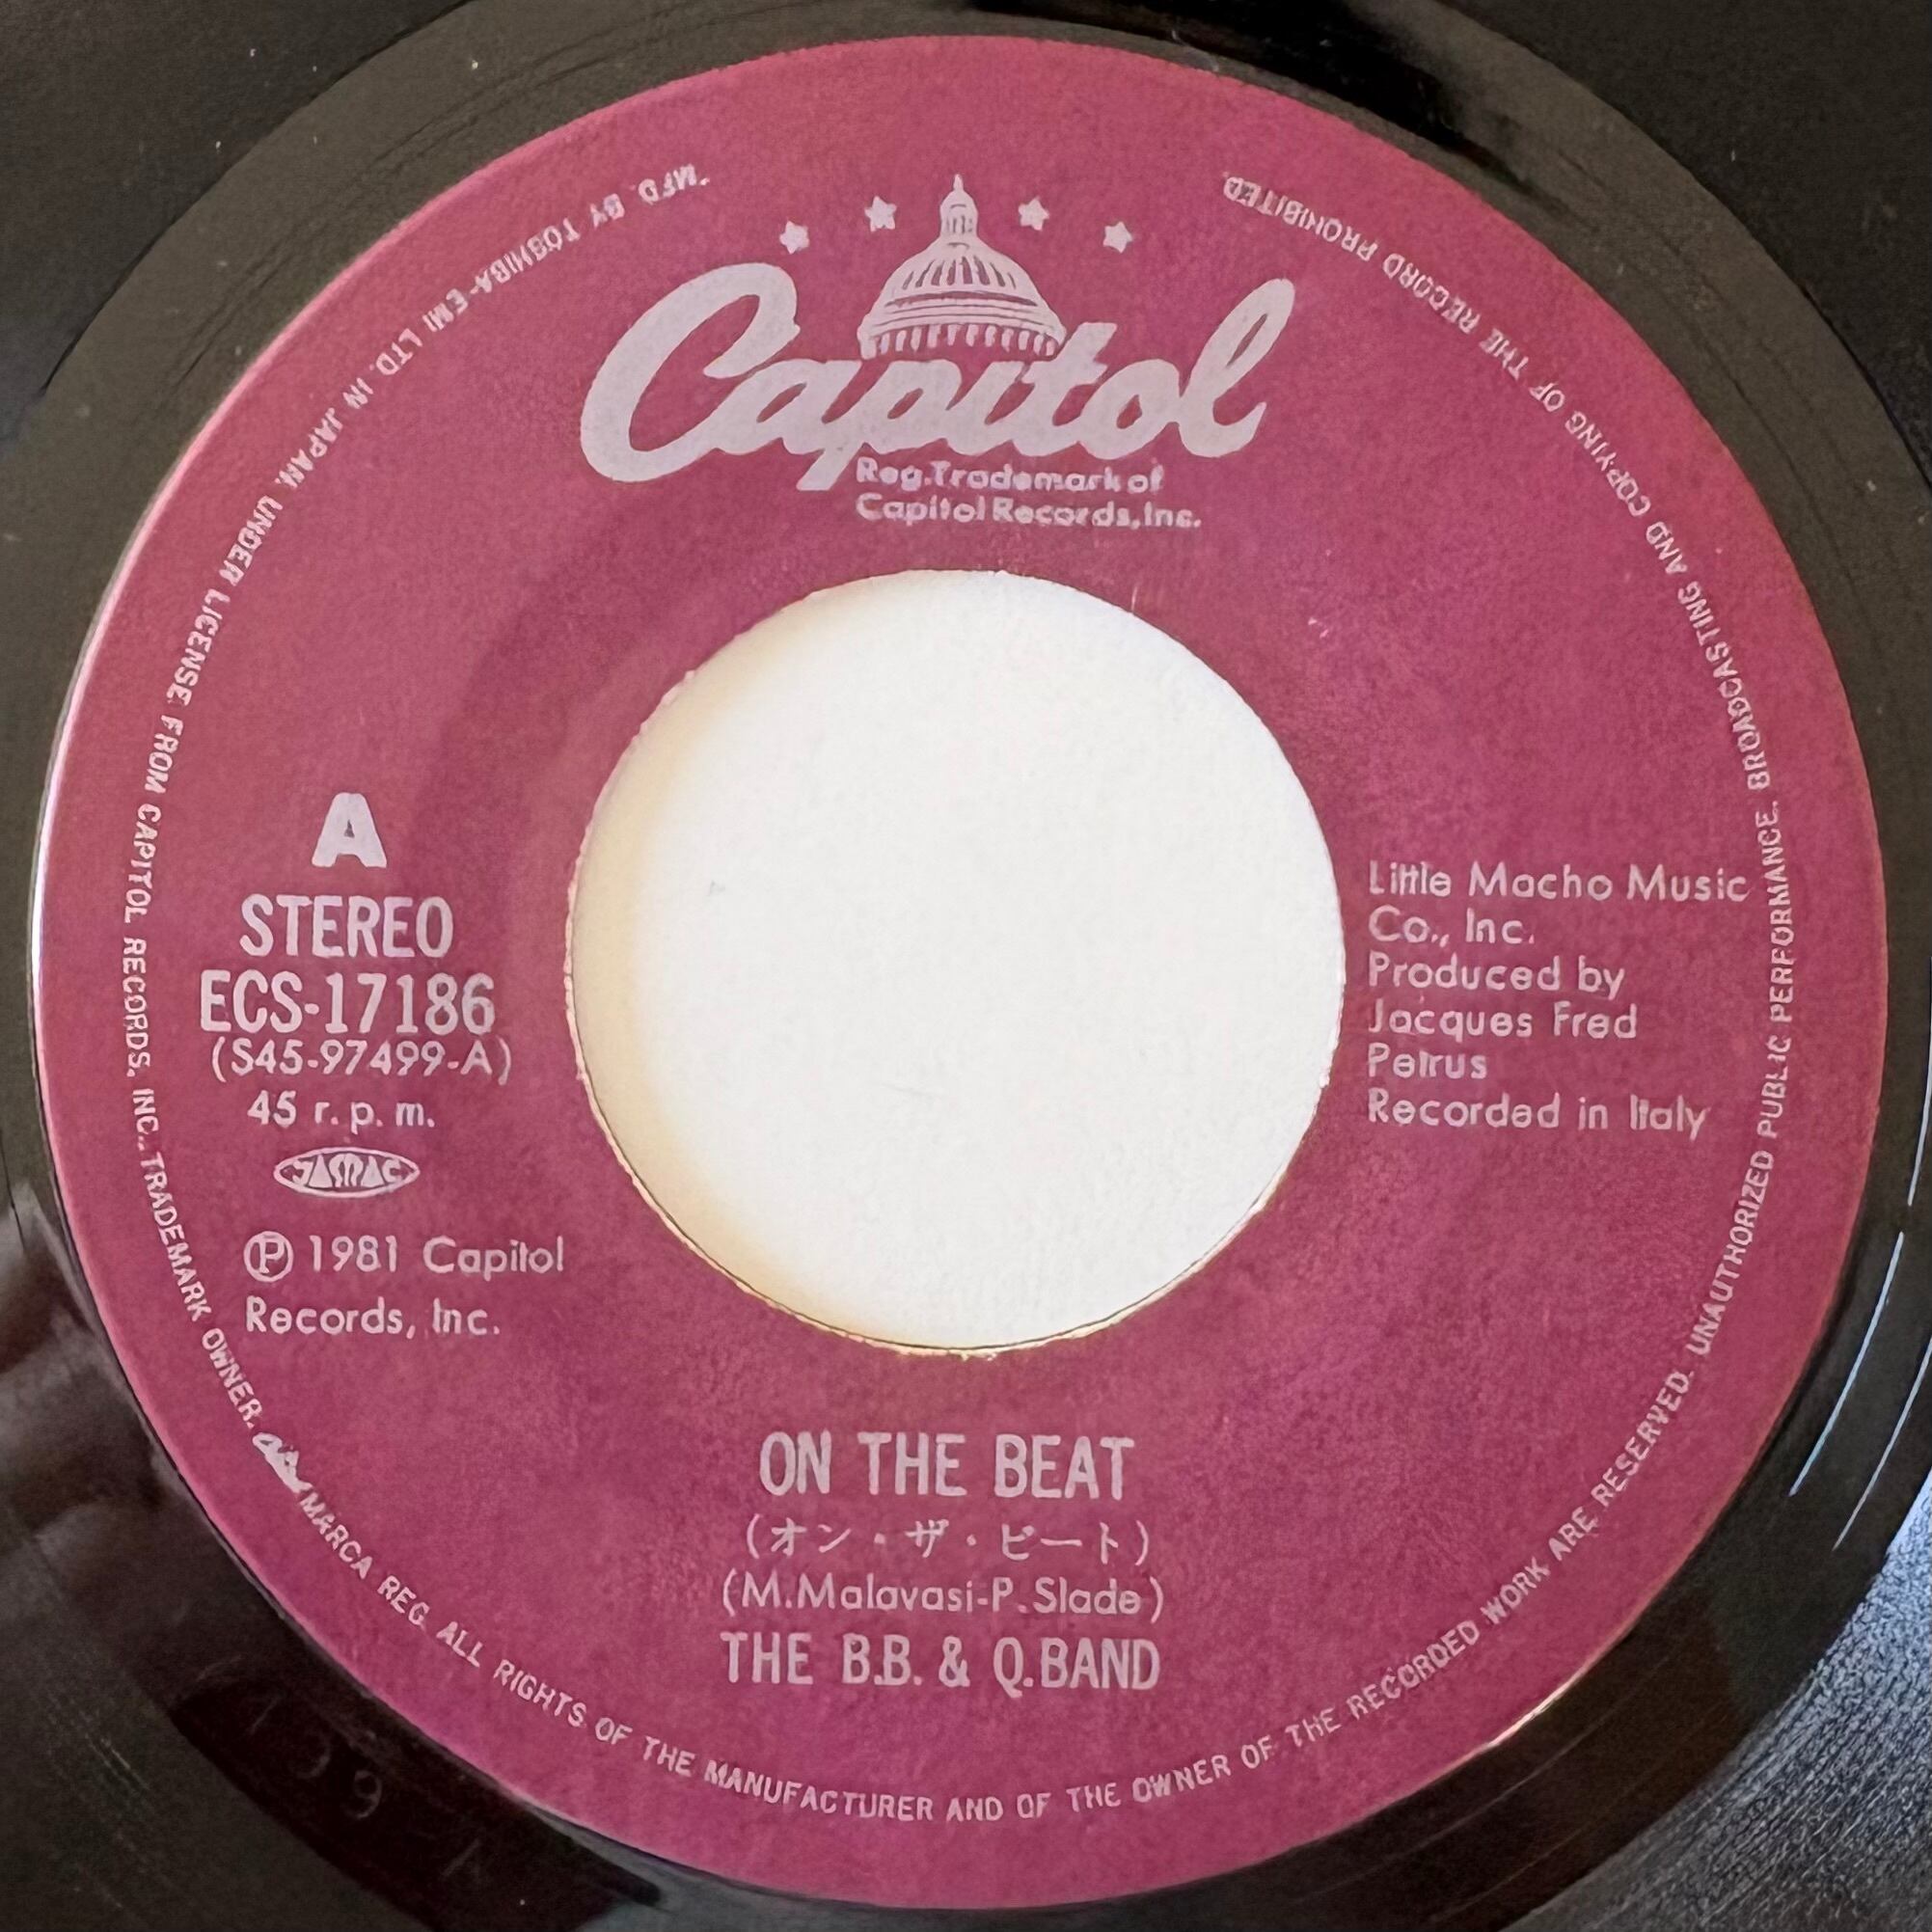 Capitol
Reg. Trademark of
Capitol Records, Inc.
A
STEREO
ECS-17186
(S45-97499-A)
45 r.p.m.
JASRAC
Ⓟ 1981 Capitol
Records, Inc.
Little Macho Music
Co., Inc.
Produced by
Jacques Fred
Petrus
Recorded in Italy
ON THE BEAT
(オン・ザ・ビート)
(M.Malavasi-P.Slade)
THE B.B. & Q.BAND
"MFD. BY TOSHIBA-EMI LTD. IN JAPAN. UNDER LICENSE FROM CAPITOL RECORDS, INC., TRADEMARK OWNER. Capitol MARCA REG. ALL RIGHTS OF THE MANUFACTURER AND OF THE OWNER OF THE RECORDED WORK ARE RESERVED. UNAUTHORIZED PUBLIC PERFORMANCE, BROADCASTING AND COPYING OF THE RECORD PROHIBITED."